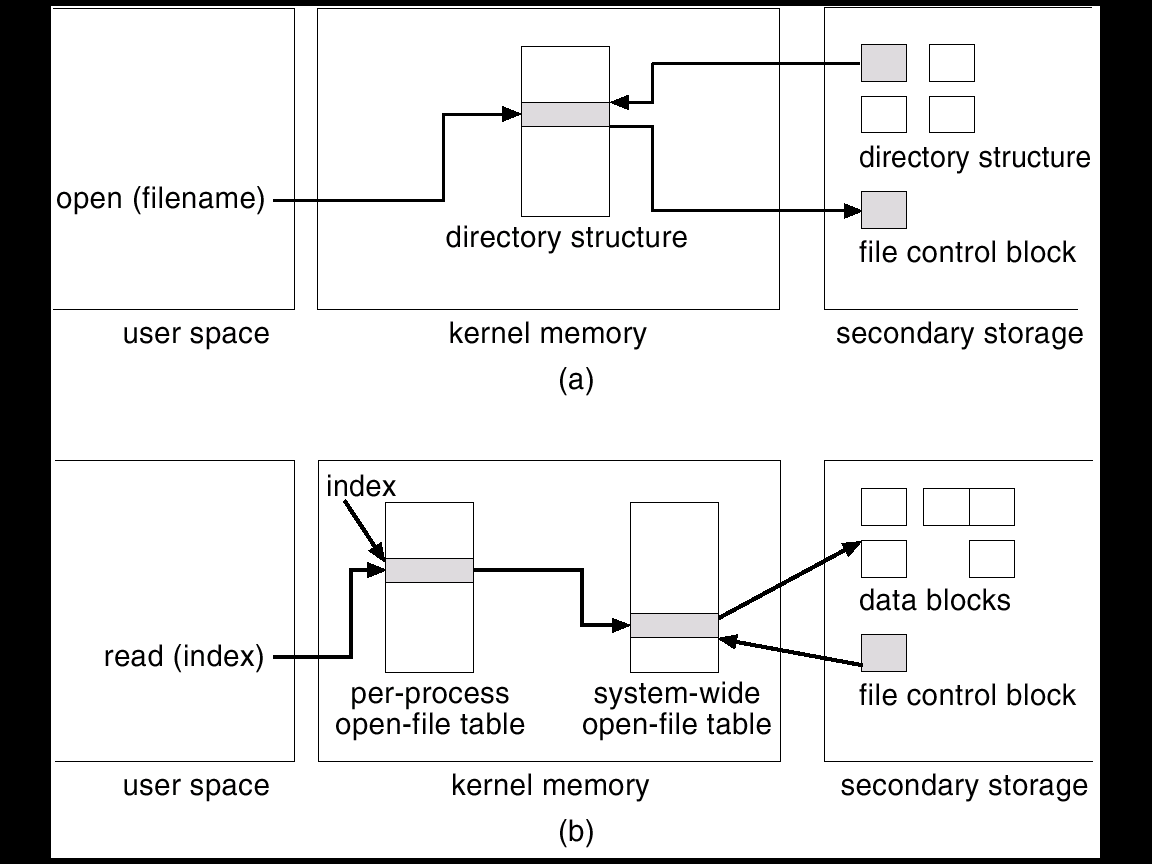 directory structure
open (filename)
directory structure
file control block
user space
kernel memory
secondary storage
(a)
index
data blocks
read (index)
per-process
open-file table
system-wide
open-file table
file control block
user space
kernel memory
secondary storage
(b)